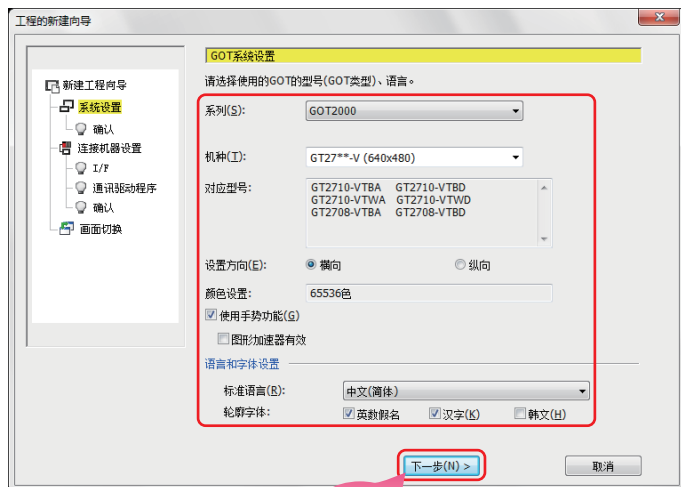 工程的新建向导
新建工程向导
系统设置
确认
连接机器设置
I/F
通讯驱动程序
确认
画面切换
GOT系统设置
请选择使用的GOT的型号(GOT类型)、语言。
系列(S): GOT2000
机种(T): GT27**-V (640x480)
对应型号: GT2710-VTBA GT2710-VTBD
GT2710-VTWA GT2710-VTWD
GT2708-VTBA GT2708-VTBD
设置方向(E): 横向 纵向
颜色设置: 65536色
使用手势功能(G)
图形加速器有效
语言和字体设置
标准语言(R): 中文(简体)
轮廓字体: 英数假名 汉字(K) 韩文(H)
下一步(N) > 取消